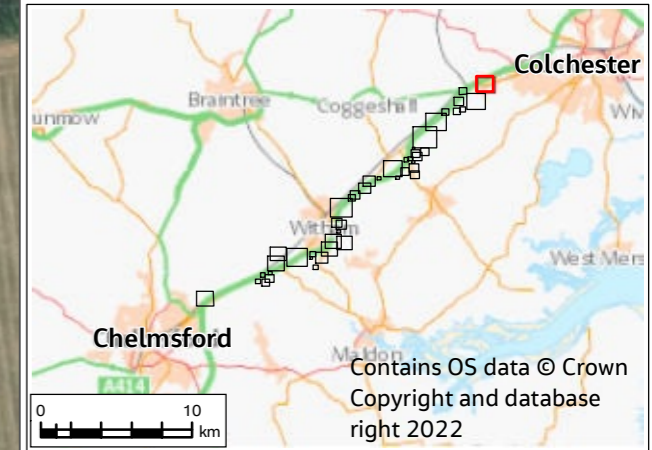 Colchester
Braintree
Coggeshall
unmow
Witham
West Mers
Chelmsford
Maldon
A414
Contains OS data © Crown
Copyright and database
right 2022
0 10
km